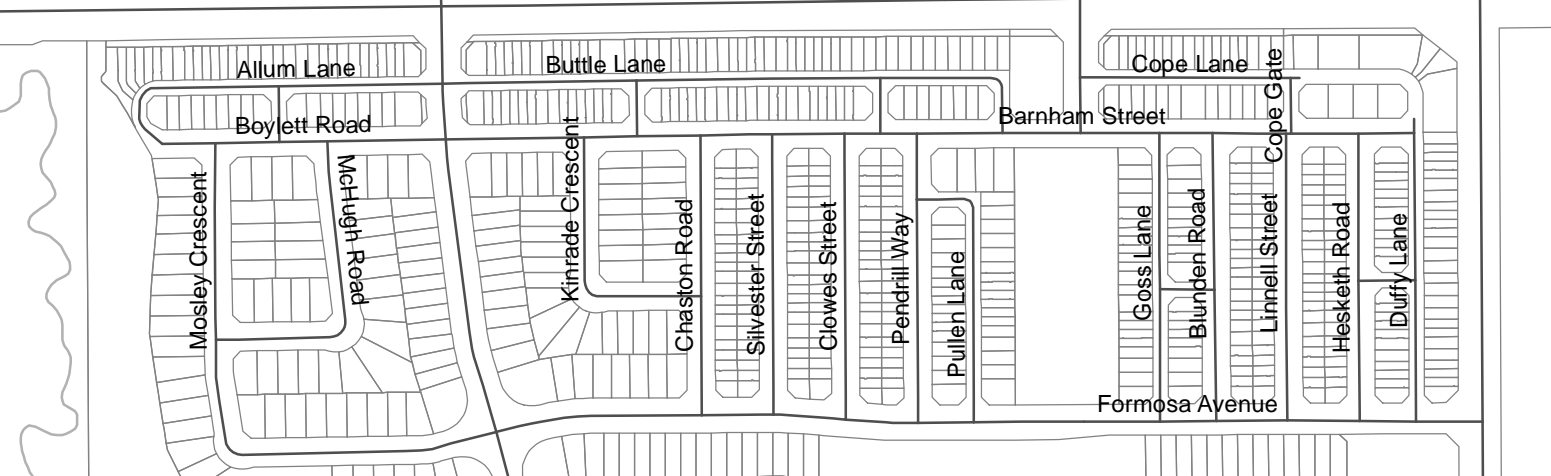 Allum Lane
Buttle Lane
Cope Lane
Cope Gate
Boylett Road
Barnham Street
Mosley Crescent
McHugh Road
Kinrade Crescent
Chaston Road
Silvester Street
Clowes Street
Pendrill Way
Pullen Lane
Goss Lane
Blunden Road
Linnell Street
Hesketh Road
Duffy Lane
Formosa Avenue